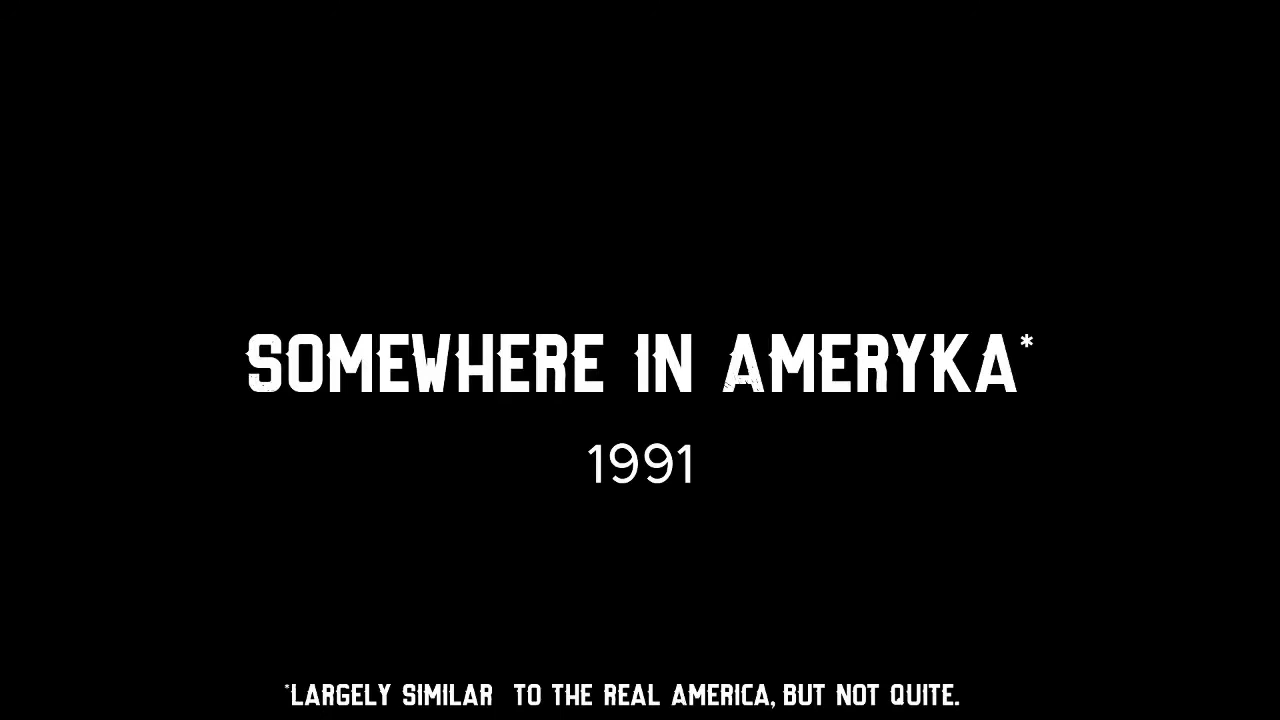 SOMEWHERE IN AMERYKA*
1991
*LARGELY SIMILAR TO THE REAL AMERICA, BUT NOT QUITE.